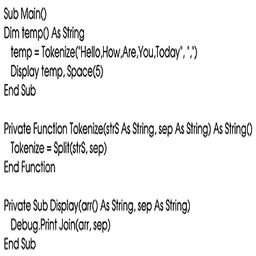 Sub Main()
Dim temp() As String
temp = Tokenize("Hello,How,Are,You,Today", ",")
Display temp, Space(5)
End Sub
Private Function Tokenize(strS As String, sep As String) As String()
Tokenize = Split(strS, sep)
End Function
Private Sub Display(arr() As String, sep As String)
Debug.Print Join(arr, sep)
End Sub